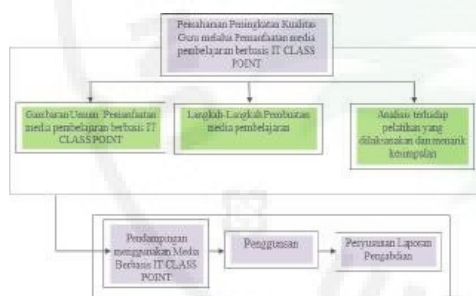 Pemahaman Peningkatan Kualitas
Guru melalui Pemanfaatan media
pembelajaran berbasis IT CLASS
POINT
Gambaran Umum Pemanfaatan
media pembelajaran berbasis IT
CLASS POINT
Langkah-Langkah Pembuatan
media pembelajaran
Analisis terhadap
pelatihan yang
dilaksanakan dan menarik
kesimpulan
Pendampingan
menggunakan Media
Berbasis IT CLASS
POINT
Penggunaan
Penyusunan Laporan
Pengabdian